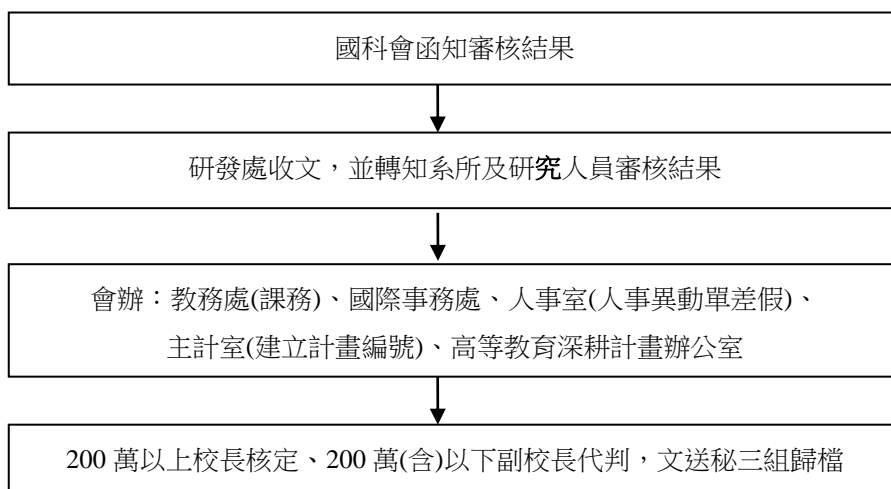 國科會函知審核結果
研發處收文，並轉知系所及研究人員審核結果
會辦：教務處(課務)、國際事務處、人事室(人事異動單差假)、
主計室(建立計畫編號)、高等教育深耕計畫辦公室
200 萬以上校長核定、200 萬(含)以下副校長代判，文送秘三組歸檔